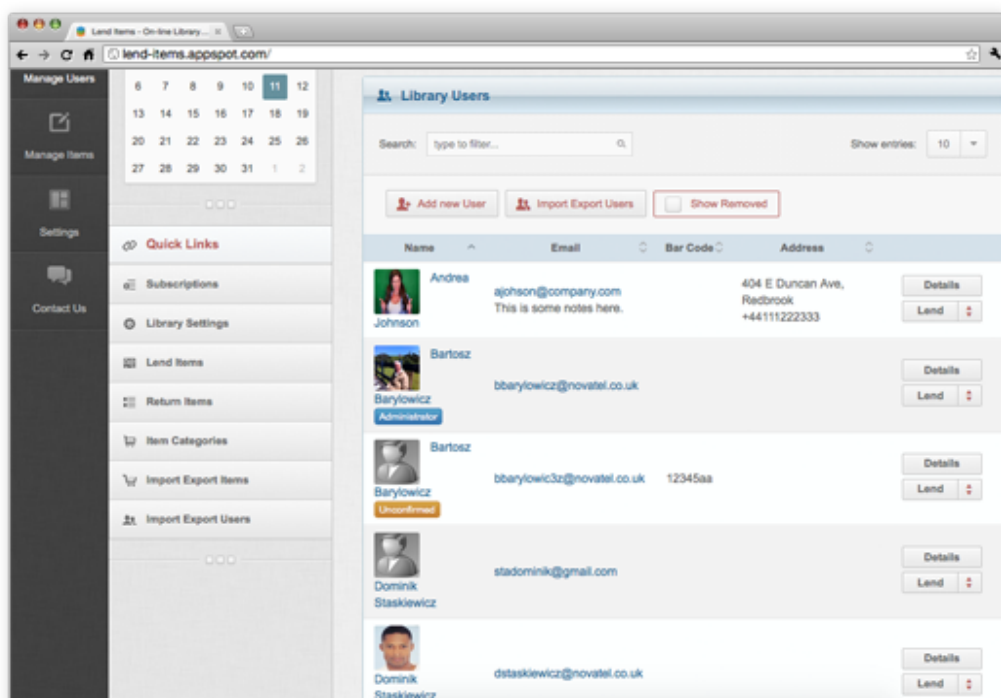 Lend Items - On-line Library...
lend-items.appspot.com/
Manage Users
Manage Items
Settings
Contact Us
6 7 8 9 10 11 12
13 14 15 16 17 18 19
20 21 22 23 24 25 26
27 28 29 30 31 1 2
Quick Links
Subscriptions
Library Settings
Lend Items
Return Items
Item Categories
Import Export Items
Import Export Users
Library Users
Search: type to filter... Show entries: 10
Add new User Import Export Users Show Removed
Name Email Bar Code Address
Andrea
Johnson
ajohson@company.com
This is some notes here.
404 E Duncan Ave,
Redbrook
+44111222333
Details
Lend
Bartosz
Barylowicz
Administrator
bbarylowicz@novatel.co.uk
Details
Lend
Bartosz
Barylowicz
Unconfirmed
bbarylowic3z@novatel.co.uk
12345aa
Details
Lend
Dominik
Staskiewicz
stadominik@gmail.com
Details
Lend
Dominik
Staskiewicz
dstaskiewicz@novatel.co.uk
Details
Lend